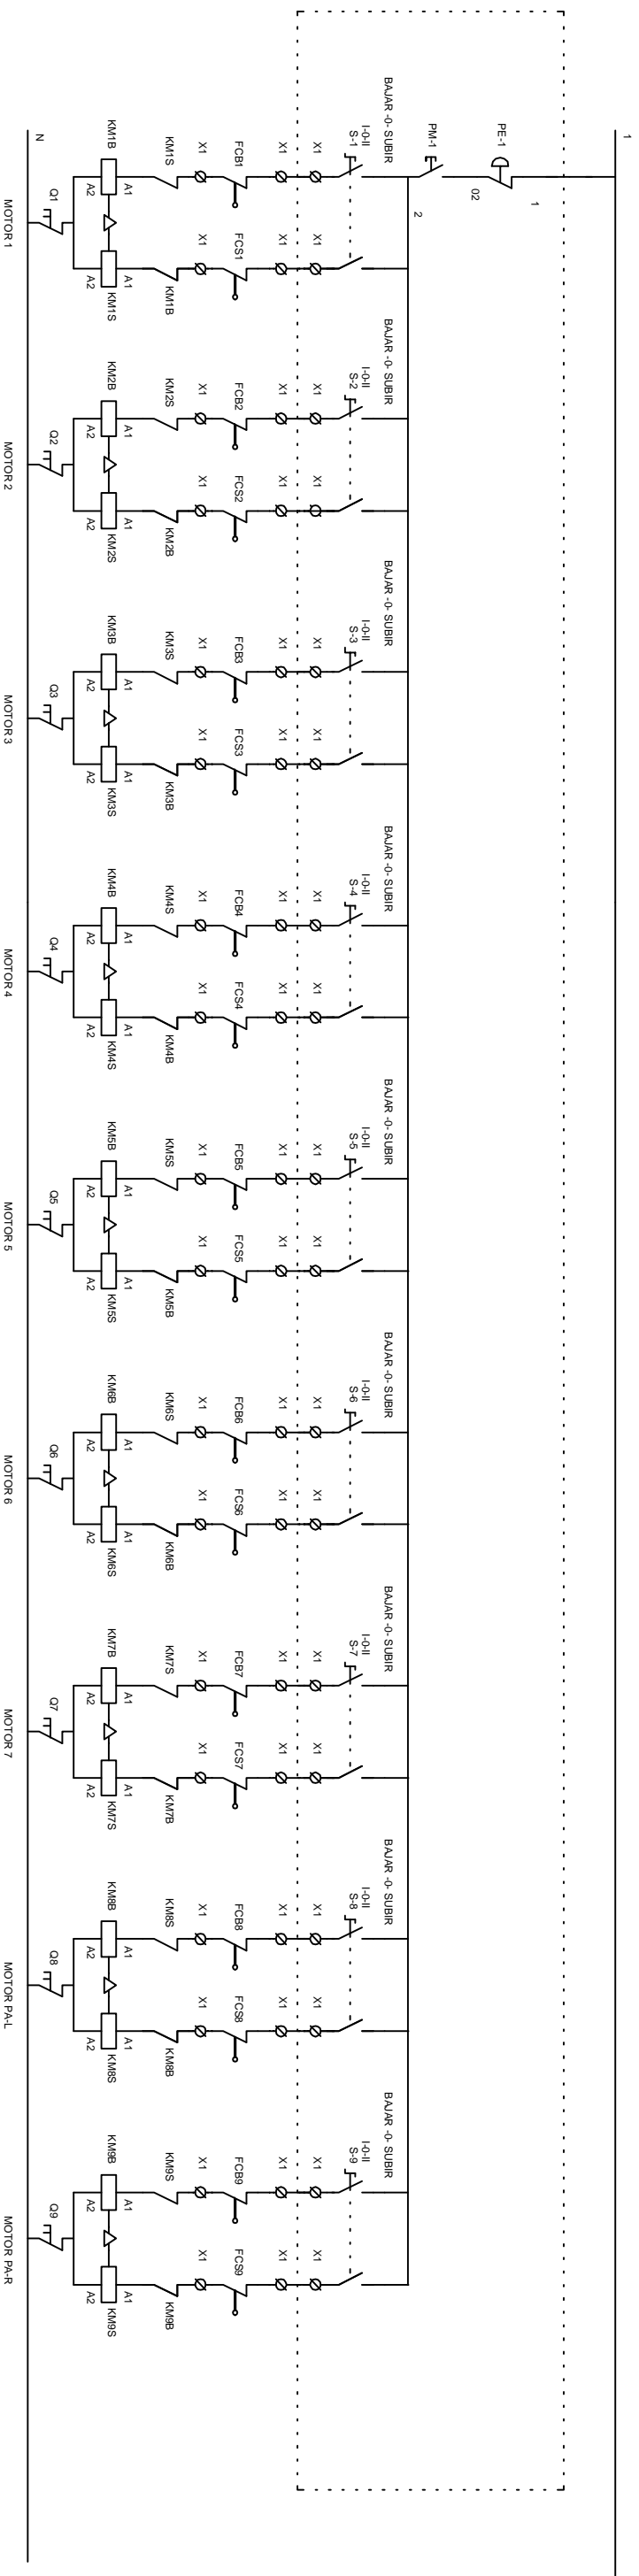 1
PE-1
1
02
PM-1
2
BAJAR -0- SUBIR
I-0-II
S-1
X1
X1
X1
X1
FCB1
FCS1
X1
X1
KM1S
KM1B
KM1B
A1
A2
A1
A2
KM1S
Q1
N
MOTOR 1
BAJAR -0- SUBIR
I-0-II
S-2
X1
X1
X1
X1
FCB2
FCS2
X1
X1
KM2S
KM2B
KM2B
A1
A2
A1
A2
KM2S
Q2
MOTOR 2
BAJAR -0- SUBIR
I-0-II
S-3
X1
X1
X1
X1
FCB3
FCS3
X1
X1
KM3S
KM3B
KM3B
A1
A2
A1
A2
KM3S
Q3
MOTOR 3
BAJAR -0- SUBIR
I-0-II
S-4
X1
X1
X1
X1
FCB4
FCS4
X1
X1
KM4S
KM4B
KM4B
A1
A2
A1
A2
KM4S
Q4
MOTOR 4
BAJAR -0- SUBIR
I-0-II
S-5
X1
X1
X1
X1
FCB5
FCS5
X1
X1
KM5S
KM5B
KM5B
A1
A2
A1
A2
KM5S
Q5
MOTOR 5
BAJAR -0- SUBIR
I-0-II
S-6
X1
X1
X1
X1
FCB6
FCS6
X1
X1
KM6S
KM6B
KM6B
A1
A2
A1
A2
KM6S
Q6
MOTOR 6
BAJAR -0- SUBIR
I-0-II
S-7
X1
X1
X1
X1
FCB7
FCS7
X1
X1
KM7S
KM7B
KM7B
A1
A2
A1
A2
KM7S
Q7
MOTOR 7
BAJAR -0- SUBIR
I-0-II
S-8
X1
X1
X1
X1
FCB8
FCS8
X1
X1
KM8S
KM8B
KM8B
A1
A2
A1
A2
KM8S
Q8
MOTOR PA-L
BAJAR -0- SUBIR
I-0-II
S-9
X1
X1
X1
X1
FCB9
FCS9
X1
X1
KM9S
KM9B
KM9B
A1
A2
A1
A2
KM9S
Q9
MOTOR PA-R